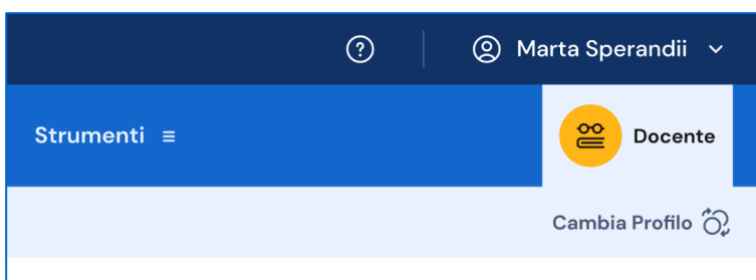 Marta Sperandii
Strumenti
Docente
Cambia Profilo